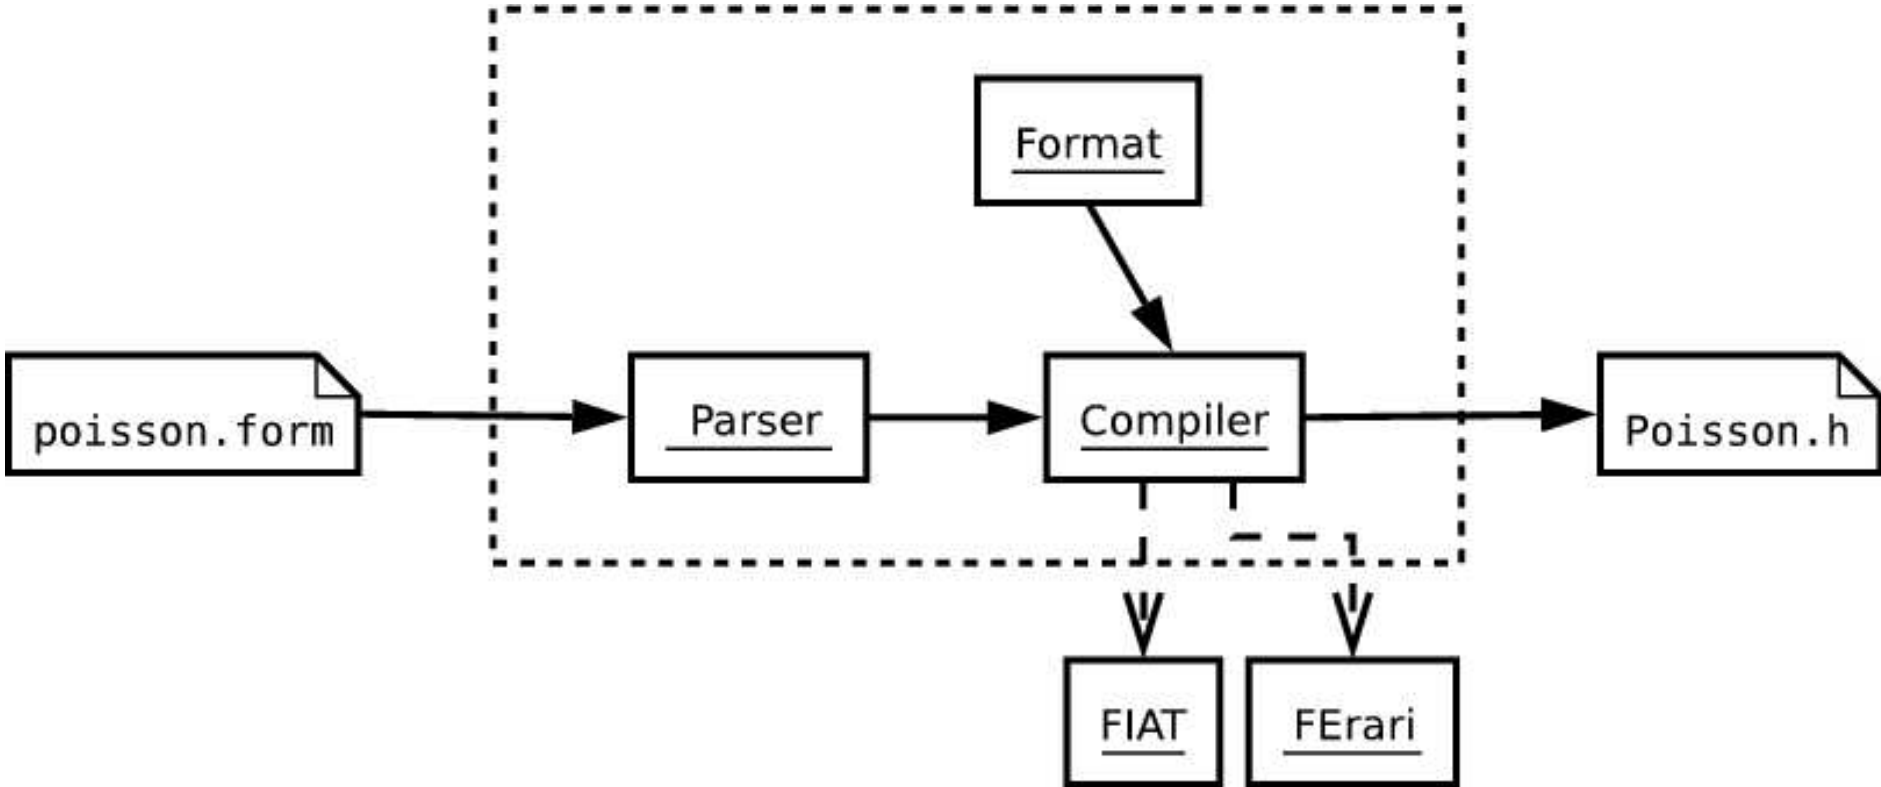 Format
poisson.form
Parser
Compiler
Poisson.h
FIAT
FErari